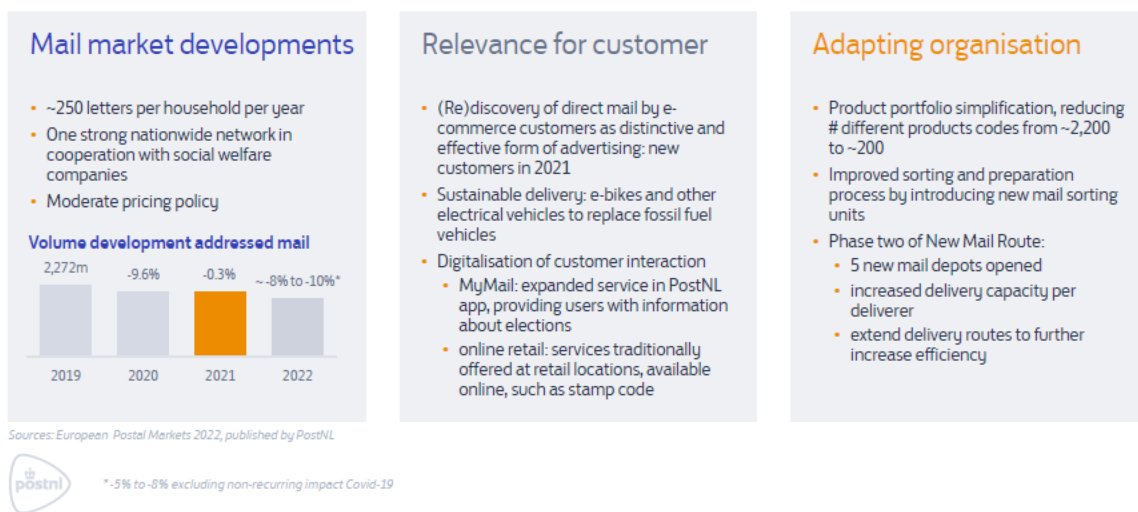 Mail market developments
• ~250 letters per household per year
• One strong nationwide network in
cooperation with social welfare
companies
• Moderate pricing policy
Volume development addressed mail
2,272m
-9.6%
-0.3%
~ -8% to -10%*
2019
2020
2021
2022
Relevance for customer
• (Re)discovery of direct mail by e-
commerce customers as distinctive and
effective form of advertising: new
customers in 2021
• Sustainable delivery: e-bikes and other
electrical vehicles to replace fossil fuel
vehicles
• Digitalisation of customer interaction
• MyMail: expanded service in PostNL
app, providing users with information
about elections
• online retail: services traditionally
offered at retail locations, available
online, such as stamp code
Adapting organisation
• Product portfolio simplification, reducing
# different products codes from ~2,200
to ~200
• Improved sorting and preparation
process by introducing new mail sorting
units
• Phase two of New Mail Route:
• 5 new mail depots opened
• increased delivery capacity per
deliverer
• extend delivery routes to further
increase efficiency
Sources: European Postal Markets 2022, published by PostNL
postnl
* -5% to -8% excluding non-recurring impact Covid-19